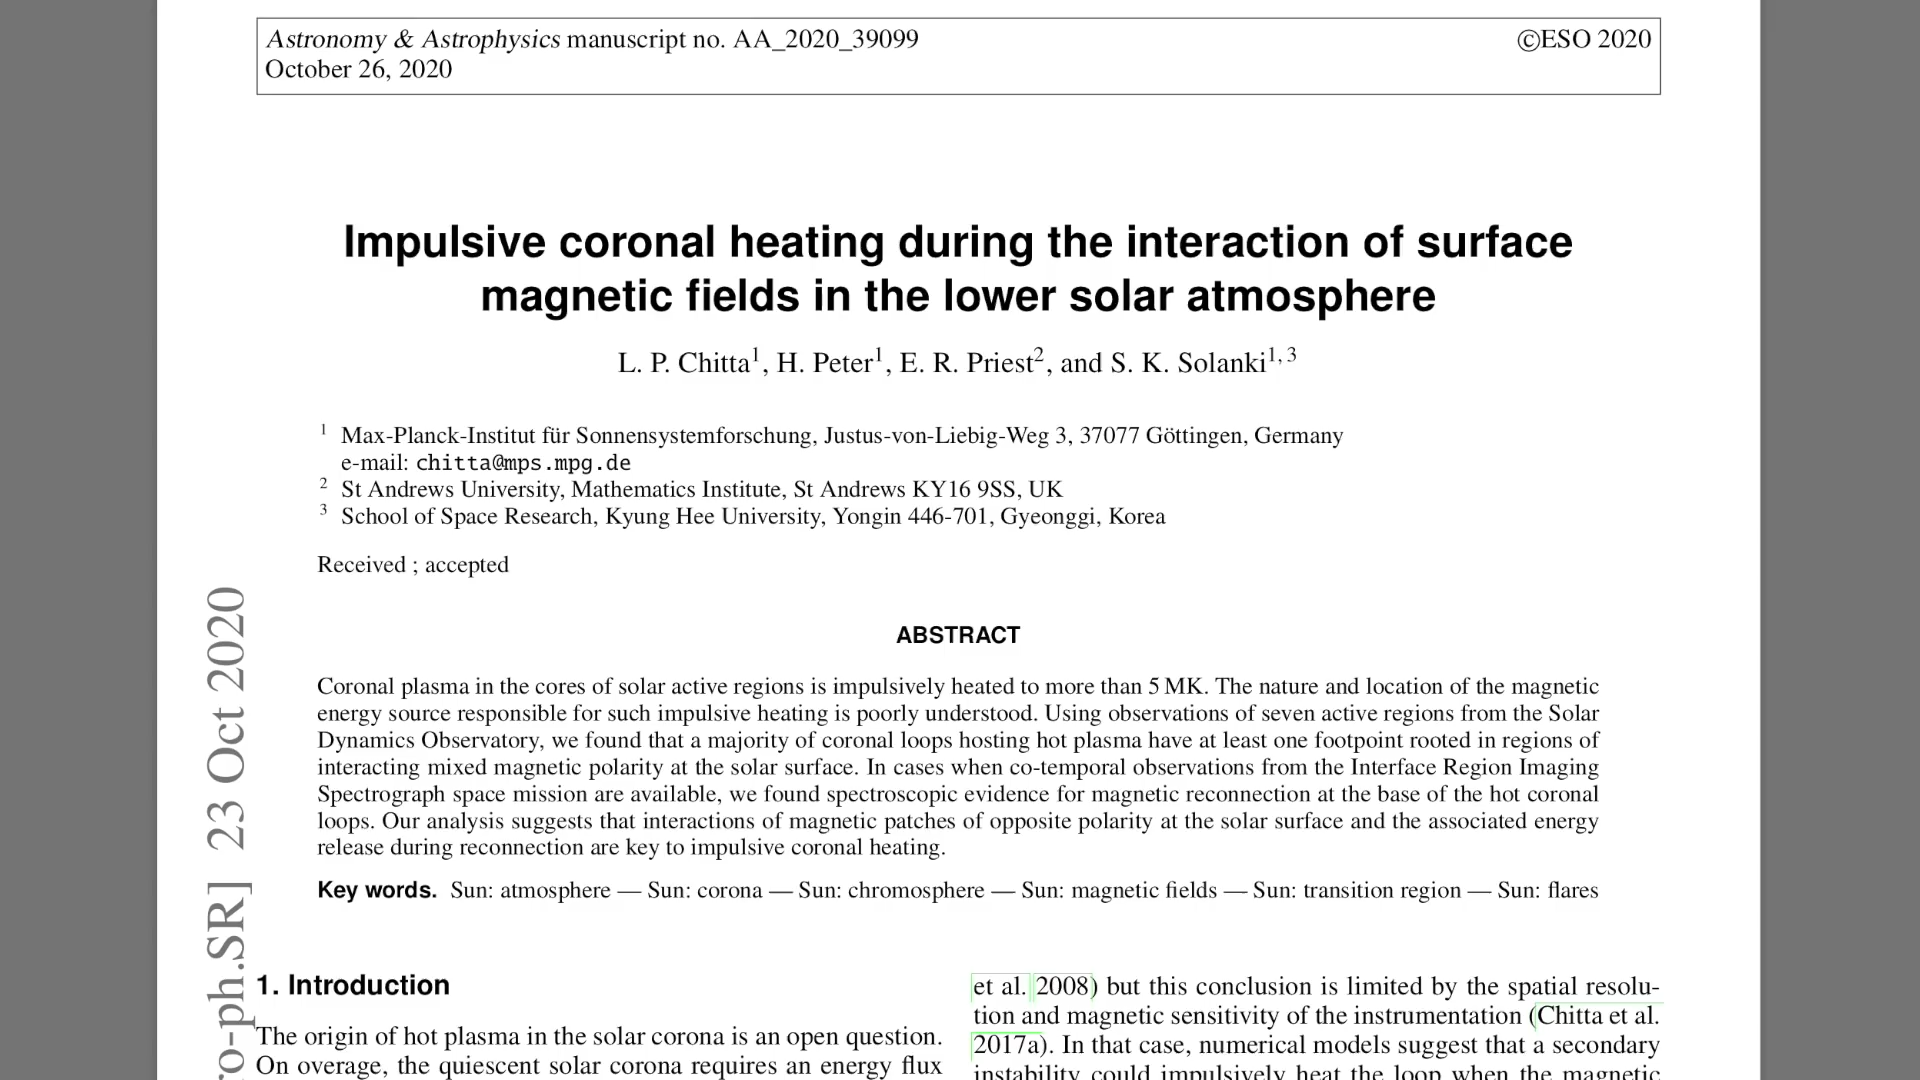 Astronomy & Astrophysics manuscript no. AA_2020_39099
©ESO 2020
October 26, 2020
Impulsive coronal heating during the interaction of surface
magnetic fields in the lower solar atmosphere
L. P. Chitta1, H. Peter1, E. R. Priest2, and S. K. Solanki1, 3
1 Max-Planck-Institut für Sonnensystemforschung, Justus-von-Liebig-Weg 3, 37077 Göttingen, Germany
e-mail: chitta@mps.mpg.de
2 St Andrews University, Mathematics Institute, St Andrews KY16 9SS, UK
3 School of Space Research, Kyung Hee University, Yongin 446-701, Gyeonggi, Korea
Received ; accepted
ABSTRACT
Coronal plasma in the cores of solar active regions is impulsively heated to more than 5 MK. The nature and location of the magnetic
energy source responsible for such impulsive heating is poorly understood. Using observations of seven active regions from the Solar
Dynamics Observatory, we found that a majority of coronal loops hosting hot plasma have at least one footpoint rooted in regions of
interacting mixed magnetic polarity at the solar surface. In cases when co-temporal observations from the Interface Region Imaging
Spectrograph space mission are available, we found spectroscopic evidence for magnetic reconnection at the base of the hot coronal
loops. Our analysis suggests that interactions of magnetic patches of opposite polarity at the solar surface and the associated energy
release during reconnection are key to impulsive coronal heating.
Key words. Sun: atmosphere — Sun: corona — Sun: chromosphere — Sun: magnetic fields — Sun: transition region — Sun: flares
ro-ph.SR] 23 Oct 2020
1. Introduction
The origin of hot plasma in the solar corona is an open question.
On overage, the quiescent solar corona requires an energy flux
et al. 2008) but this conclusion is limited by the spatial resolu-
tion and magnetic sensitivity of the instrumentation (Chitta et al.
2017a). In that case, numerical models suggest that a secondary
instability could impulsively heat the loop when the magnetic